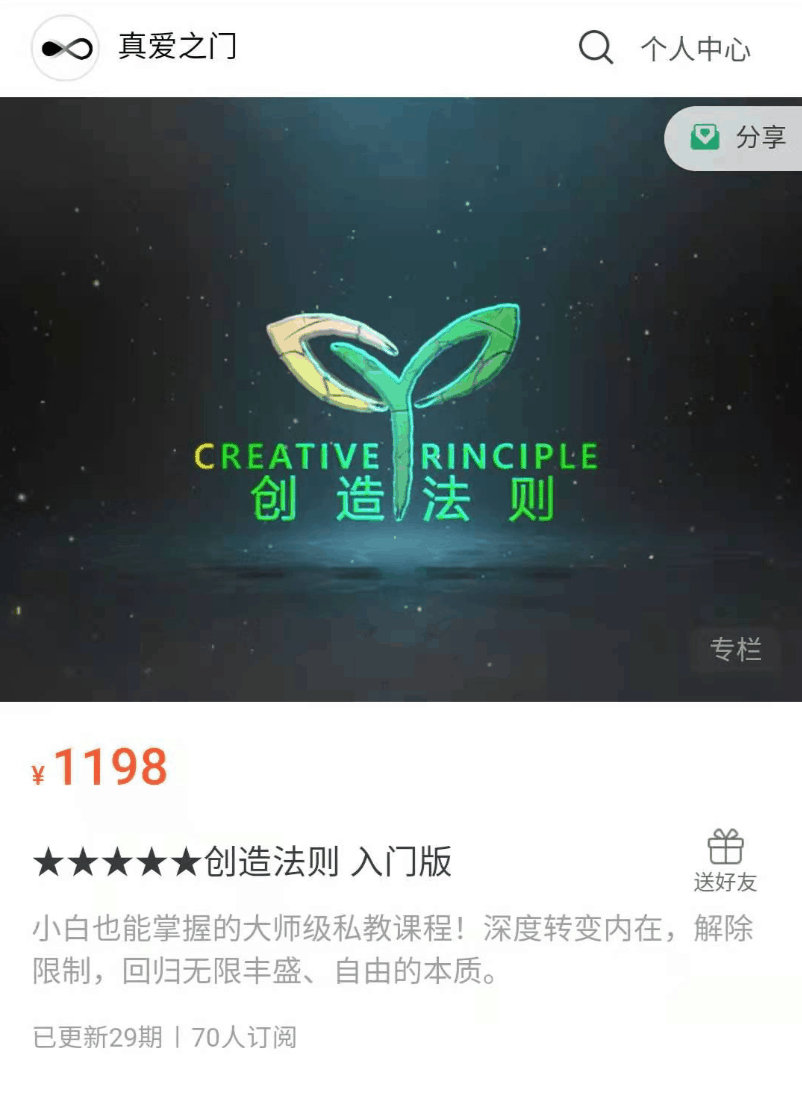 真爱之门
个人中心
分享
CREATIVE RINCIPLE
创造法则
专栏
¥1198
★★★★★创造法则 入门版
送好友
小白也能掌握的大师级私教课程！深度转变内在，解除
限制，回归无限丰盛、自由的本质。
已更新29期 | 70人订阅